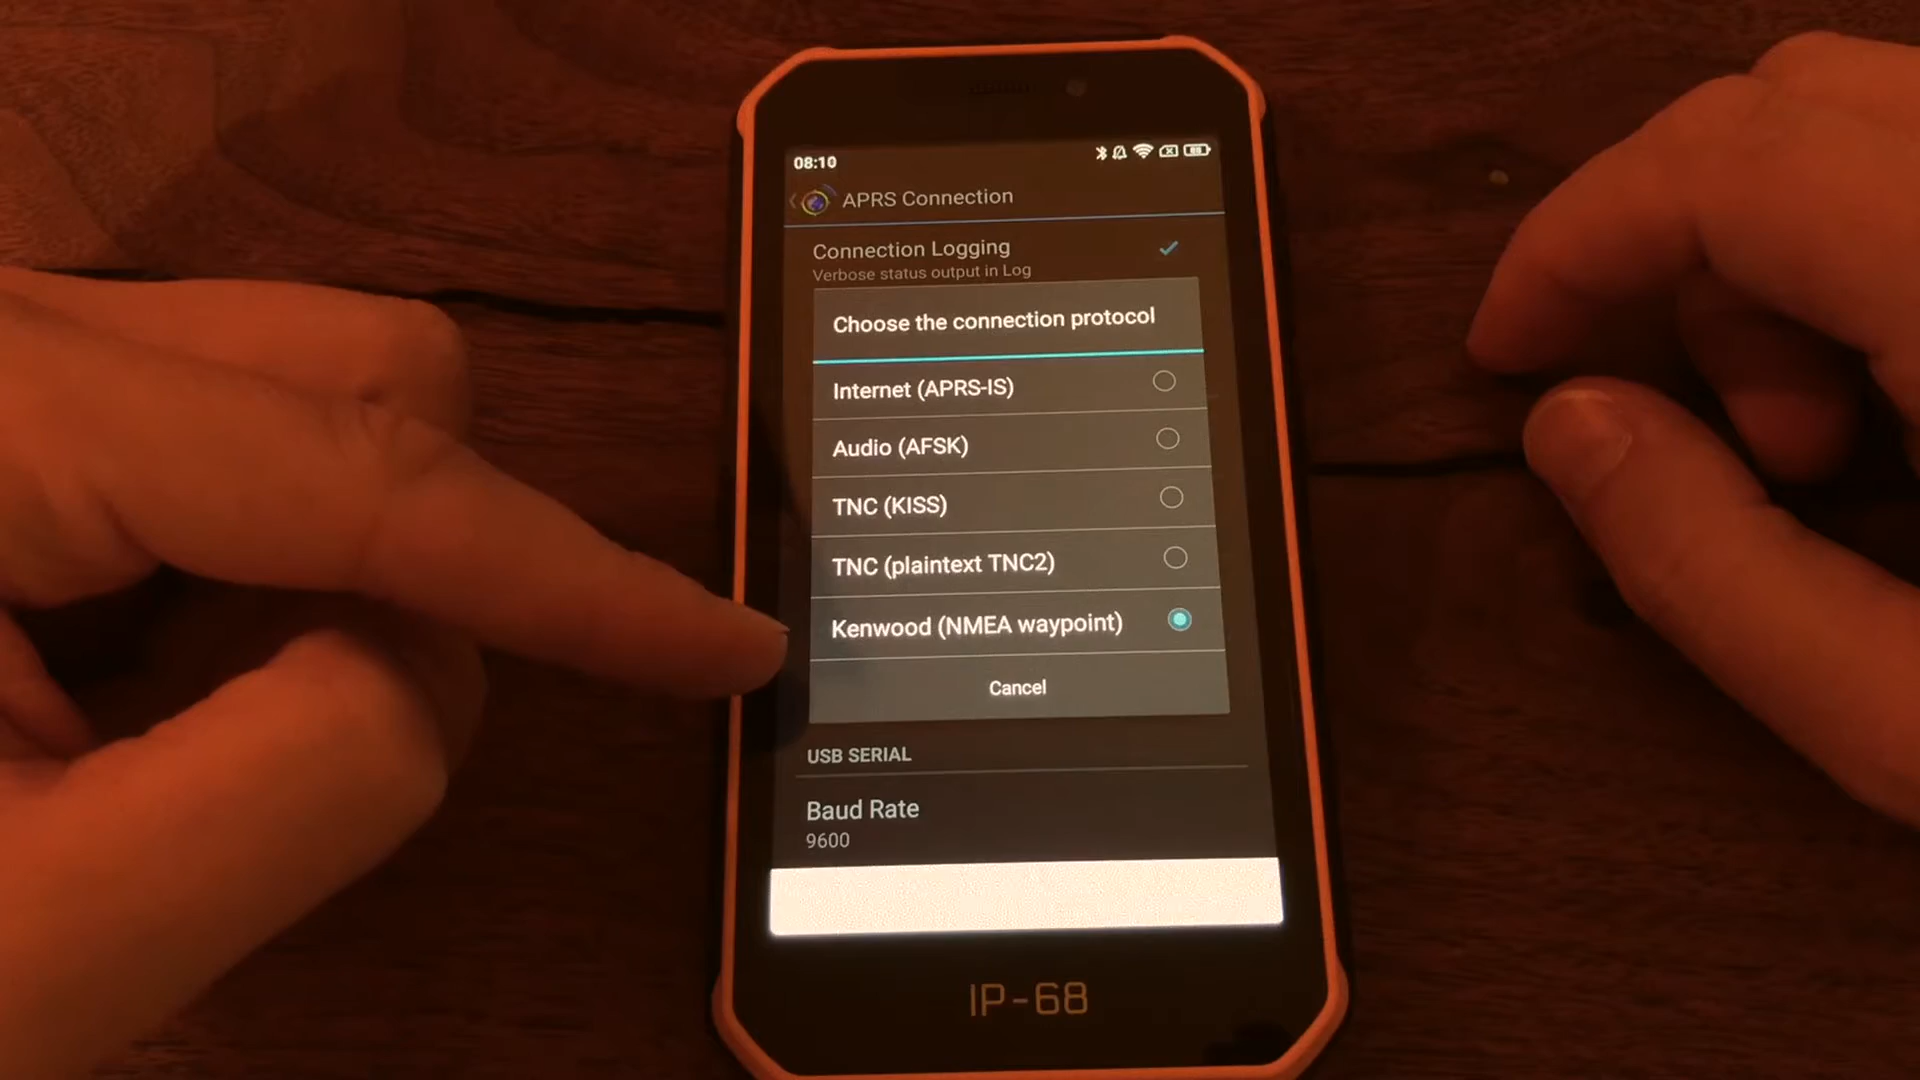 08:10
APRS Connection
Connection Logging
Verbose status output in Log
Choose the connection protocol
Internet (APRS-IS)
Audio (AFSK)
TNC (KISS)
TNC (plaintext TNC2)
Kenwood (NMEA waypoint)
Cancel
USB SERIAL
Baud Rate
9600
IP-68